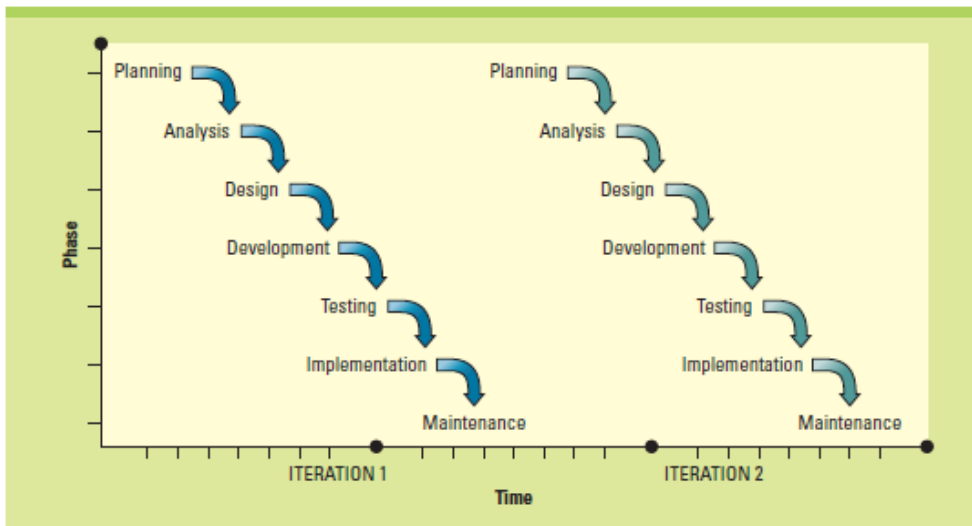 Planning
Planning
Analysis
Analysis
Design
Design
Development
Development
Testing
Testing
Implementation
Implementation
Maintenance
Maintenance
Phase
ITERATION 1
ITERATION 2
Time